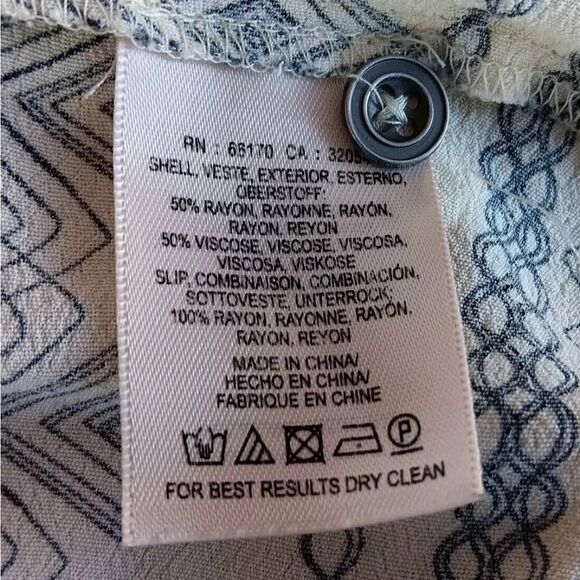 RN : 66170 CA : 3205
SHELL, VESTE, EXTERIOR, ESTERNO,
OBERSTOFF:
50% RAYON, RAYONNE, RAYÓN,
RAYON, REYON
50% VISCOSE, VISCOSE, VISCOSA,
VISCOSA, VISKOSE
SLIP, COMBINAISON, COMBINACIÓN,
SOTTOVESTE, UNTERROCK:
100% RAYON, RAYONNE, RAYÓN,
RAYON, REYON
MADE IN CHINA/
HECHO EN CHINA/
FABRIQUE EN CHINE
P
FOR BEST RESULTS DRY CLEAN